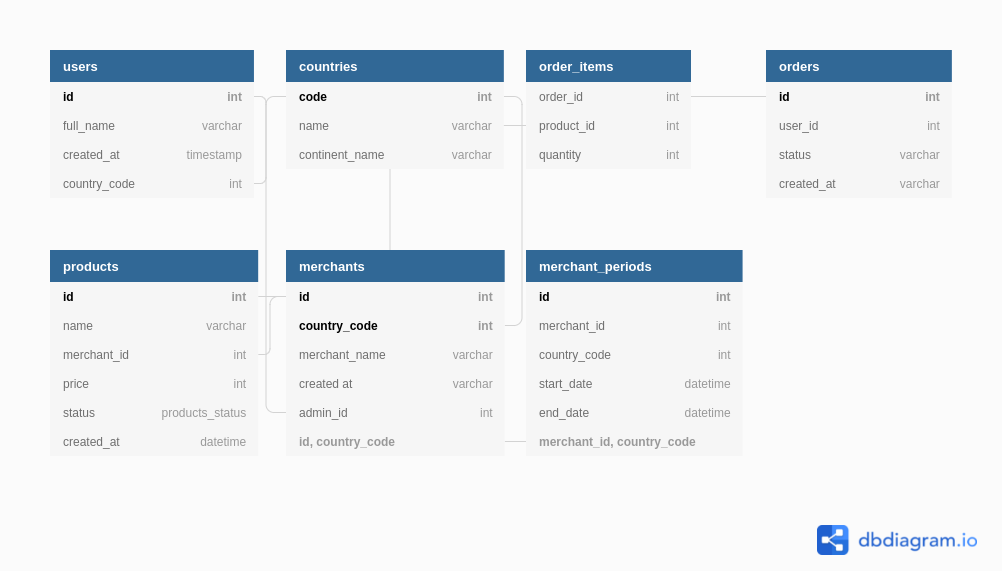 users
id int
full_name varchar
created_at timestamp
country_code int
countries
code int
name varchar
continent_name varchar
order_items
order_id int
product_id int
quantity int
orders
id int
user_id int
status varchar
created_at varchar
products
id int
name varchar
merchant_id int
price int
status products_status
created_at datetime
merchants
id int
country_code int
merchant_name varchar
created at varchar
admin_id int
id, country_code
merchant_periods
id int
merchant_id int
country_code int
start_date datetime
end_date datetime
merchant_id, country_code
dbdiagram.io